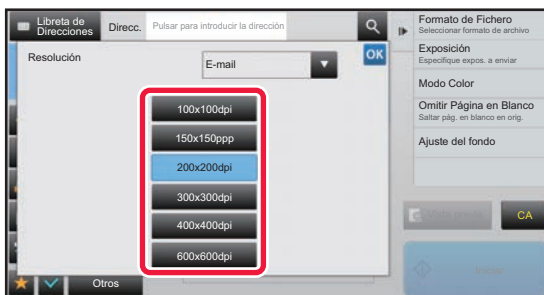 Libreta de
Direcciones
Direcc.
Pulsar para introducir la dirección
Resolución
E-mail
OK
100x100dpi
150x150ppp
200x200dpi
300x300dpi
400x400dpi
600x600dpi
Otros
Formato de Fichero
Seleccionar formato de archivo
Exposición
Especifique expos. a enviar
Modo Color
Omitir Página en Blanco
Saltar pág. en blanco en orig.
Ajuste del fondo
CA